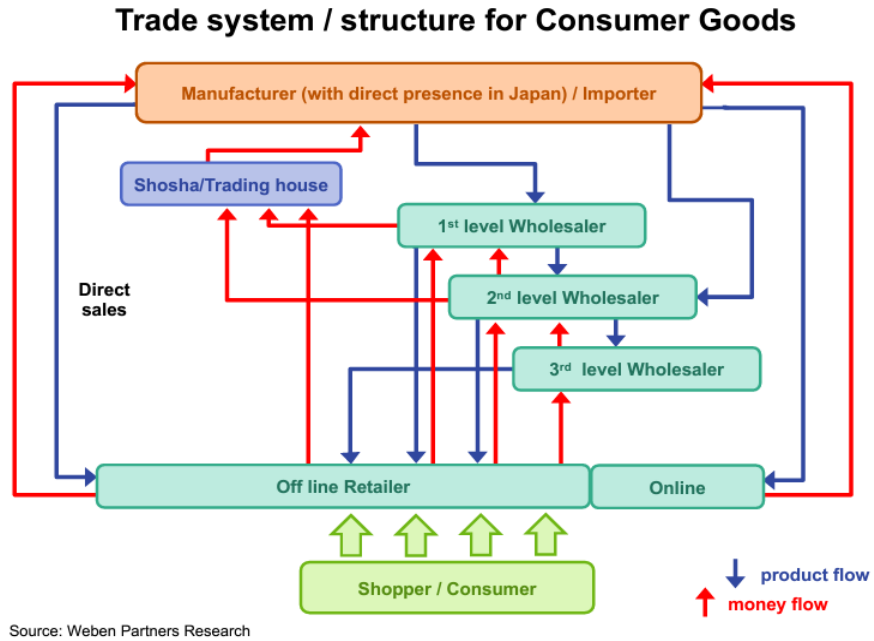 Trade system / structure for Consumer Goods
Manufacturer (with direct presence in Japan) / Importer
Shosha/Trading house
1st level Wholesaler
2nd level Wholesaler
Direct
sales
3rd level Wholesaler
Off line Retailer
Online
Shopper / Consumer
product flow
money flow
Source: Weben Partners Research